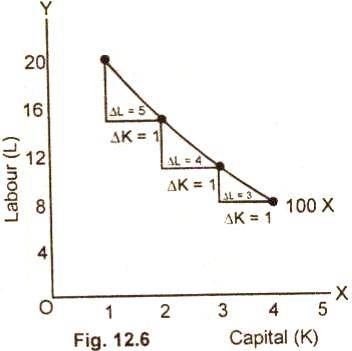 Y
20
16
12
8
4
O
Labour (L)
ΔL = 5
ΔK = 1
ΔL = 4
ΔK = 1
ΔL = 3
ΔK = 1
100 X
X
1 2 3 4 5
Fig. 12.6
Capital (K)